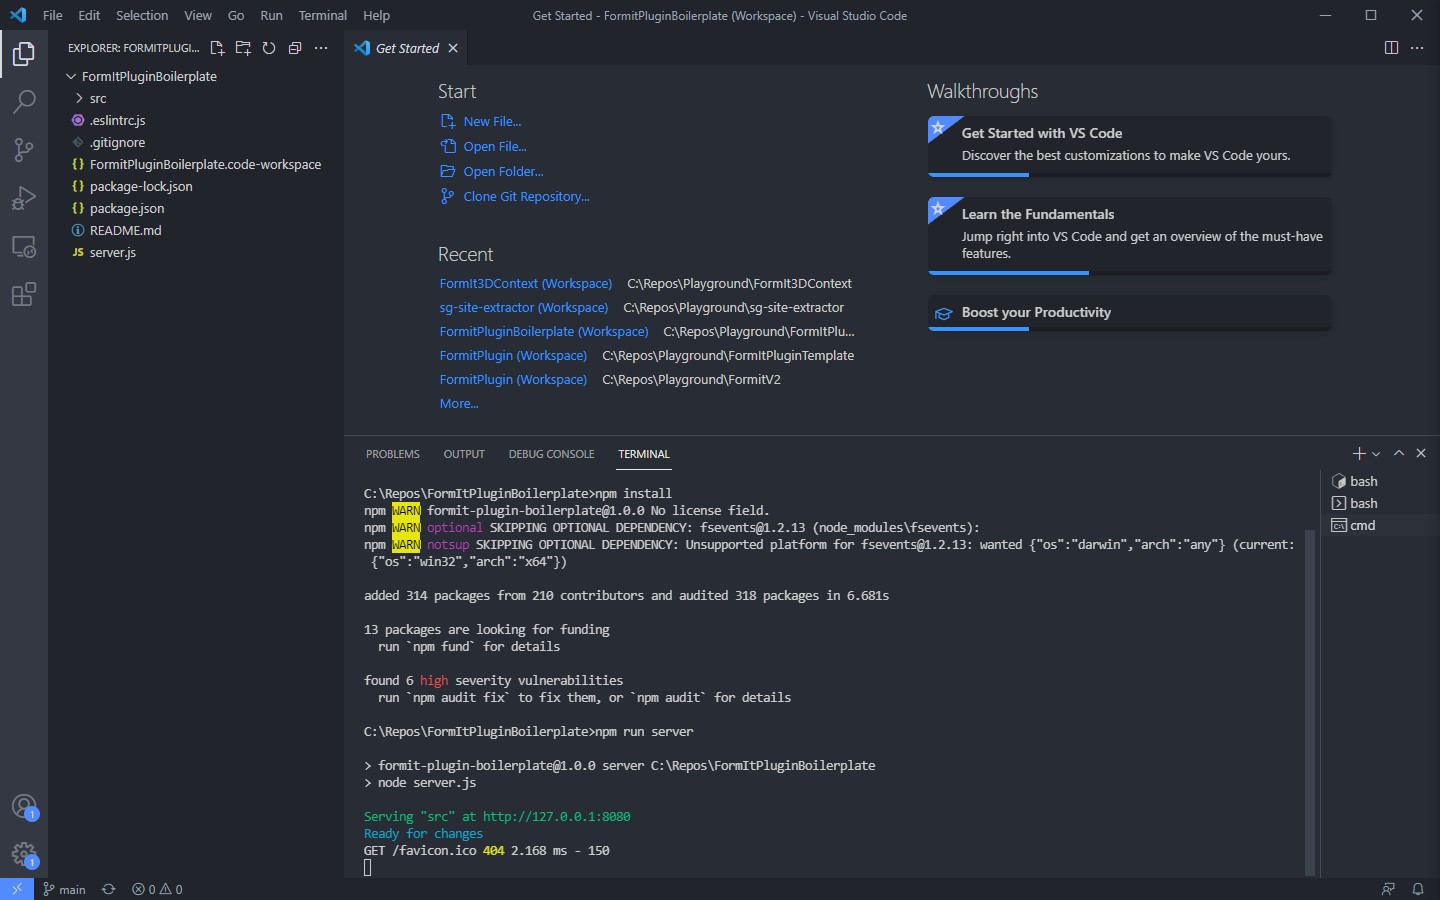 File Edit Selection View Go Run Terminal Help
Get Started - FormitPluginBoilerplate (Workspace) - Visual Studio Code
EXPLORER: FORMITPLUGI...
FormItPluginBoilerplate
src
.eslintrc.js
.gitignore
{} FormitPluginBoilerplate.code-workspace
{} package-lock.json
{} package.json
README.md
JS server.js
Get Started
Start
New File...
Open File...
Open Folder...
Clone Git Repository...
Recent
FormIt3DContext (Workspace) C:\Repos\Playground\FormIt3DContext
sg-site-extractor (Workspace) C:\Repos\Playground\sg-site-extractor
FormitPluginBoilerplate (Workspace) C:\Repos\Playground\FormItPlu...
FormitPlugin (Workspace) C:\Repos\Playground\FormItPluginTemplate
FormitPlugin (Workspace) C:\Repos\Playground\FormitV2
More...
Walkthroughs
Get Started with VS Code
Discover the best customizations to make VS Code yours.
Learn the Fundamentals
Jump right into VS Code and get an overview of the must-have
features.
Boost your Productivity
PROBLEMS OUTPUT DEBUG CONSOLE TERMINAL
C:\Repos\FormItPluginBoilerplate>npm install
npm WARN formit-plugin-boilerplate@1.0.0 No license field.
npm WARN optional SKIPPING OPTIONAL DEPENDENCY: fsevents@1.2.13 (node_modules\fsevents):
npm WARN notsup SKIPPING OPTIONAL DEPENDENCY: Unsupported platform for fsevents@1.2.13: wanted {"os":"darwin","arch":"any"} (current:
{"os":"win32","arch":"x64"})
added 314 packages from 210 contributors and audited 318 packages in 6.681s
13 packages are looking for funding
run `npm fund` for details
found 6 high severity vulnerabilities
run `npm audit fix` to fix them, or `npm audit` for details
C:\Repos\FormItPluginBoilerplate>npm run server
> formit-plugin-boilerplate@1.0.0 server C:\Repos\FormItPluginBoilerplate
> node server.js
Serving "src" at http://127.0.0.1:8080
Ready for changes
GET /favicon.ico 404 2.168 ms - 150
bash
bash
cmd
1
1
main 0 0